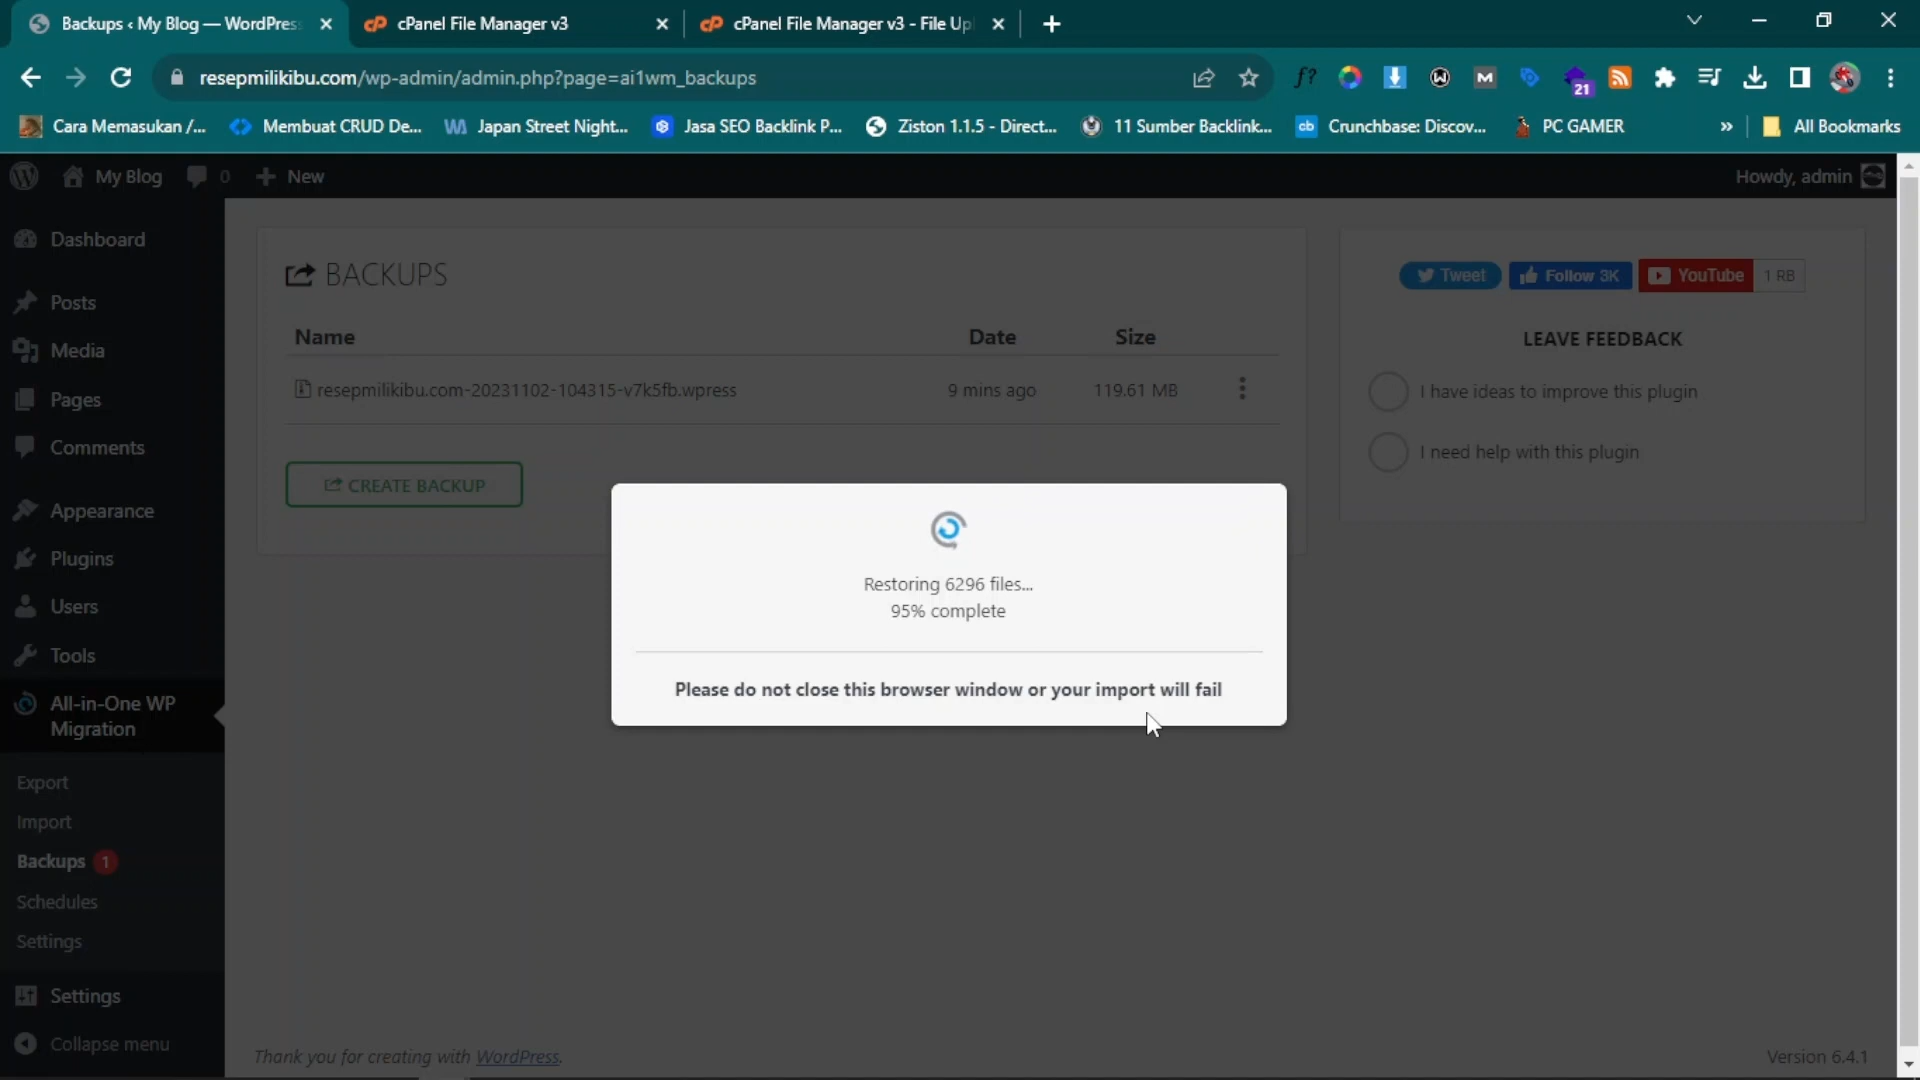 Backups ‹ My Blog — WordPres
cPanel File Manager v3
cPanel File Manager v3 - File Up
resepmilikibu.com/wp-admin/admin.php?page=ai1wm_backups
f?
21
Cara Memasukan /...
Membuat CRUD De...
Japan Street Night...
Jasa SEO Backlink P...
Ziston 1.1.5 - Direct...
11 Sumber Backlink...
cb
Crunchbase: Discov...
PC GAMER
»
All Bookmarks
My Blog
0
New
Howdy, admin
Dashboard
Posts
Media
Pages
Comments
Appearance
Plugins
Users
Tools
All-in-One WP
Migration
Export
Import
Backups 1
Schedules
Settings
Settings
Collapse menu
BACKUPS
Name Date Size
resepmilikibu.com-20231102-104315-v7k5fb.wpress 9 mins ago 119.61 MB
CREATE BACKUP
Tweet
Follow 3K
YouTube
1 RB
LEAVE FEEDBACK
I have ideas to improve this plugin
I need help with this plugin
Restoring 6296 files...
95% complete
Please do not close this browser window or your import will fail
Thank you for creating with WordPress.
Version 6.4.1